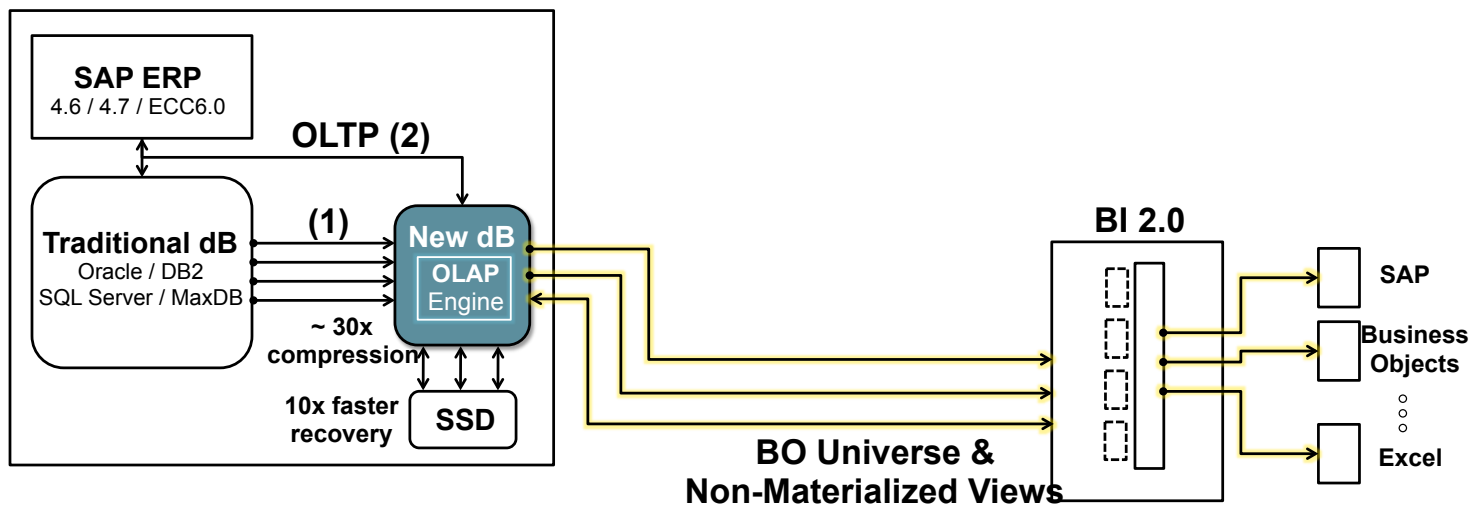 SAP ERP
4.6 / 4.7 / ECC6.0
OLTP (2)
Traditional dB
Oracle / DB2
SQL Server / MaxDB
(1)
New dB
OLAP
Engine
~ 30x
compression
10x faster
recovery
SSD
BO Universe &
Non-Materialized Views
BI 2.0
SAP
Business
Objects
Excel